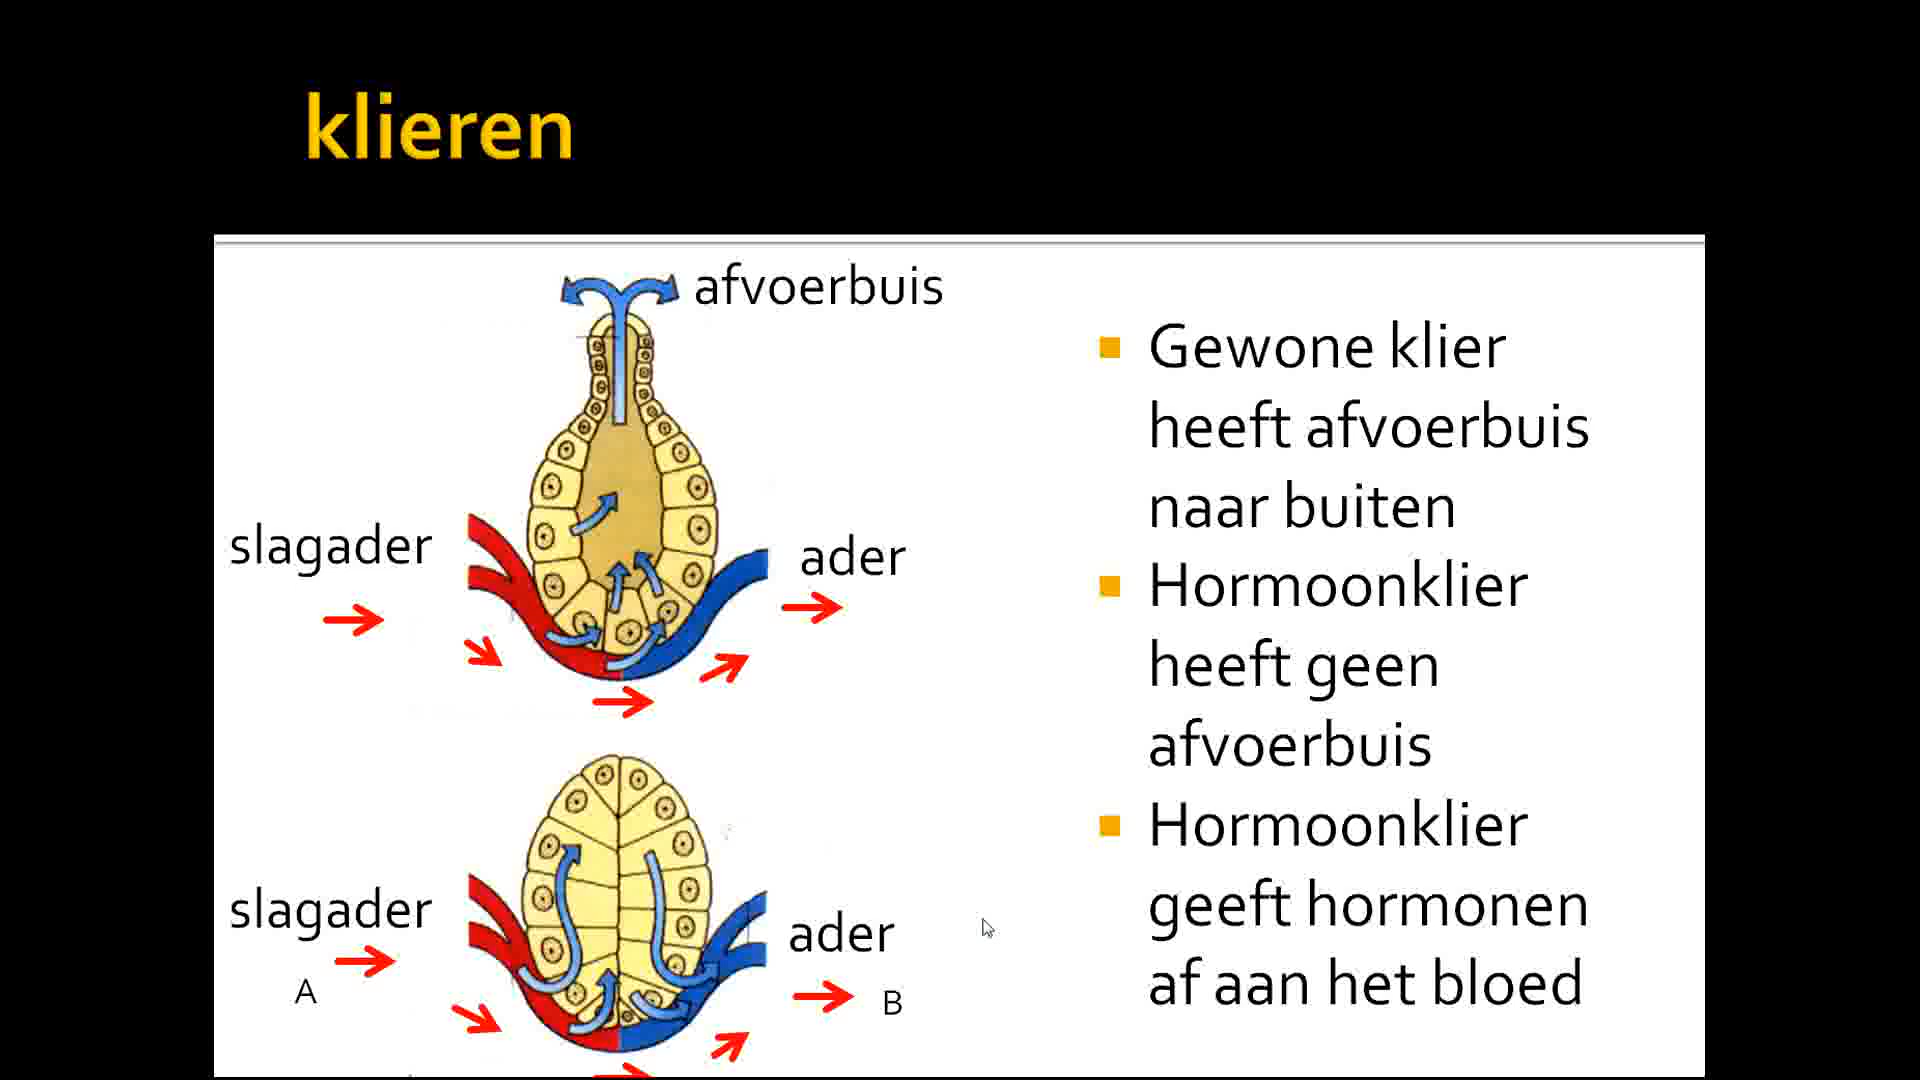 klieren
afvoerbuis
slagader
ader
slagader
A
ader
B
Gewone klier
heeft afvoerbuis
naar buiten
Hormoonklier
heeft geen
afvoerbuis
Hormoonklier
geeft hormonen
af aan het bloed